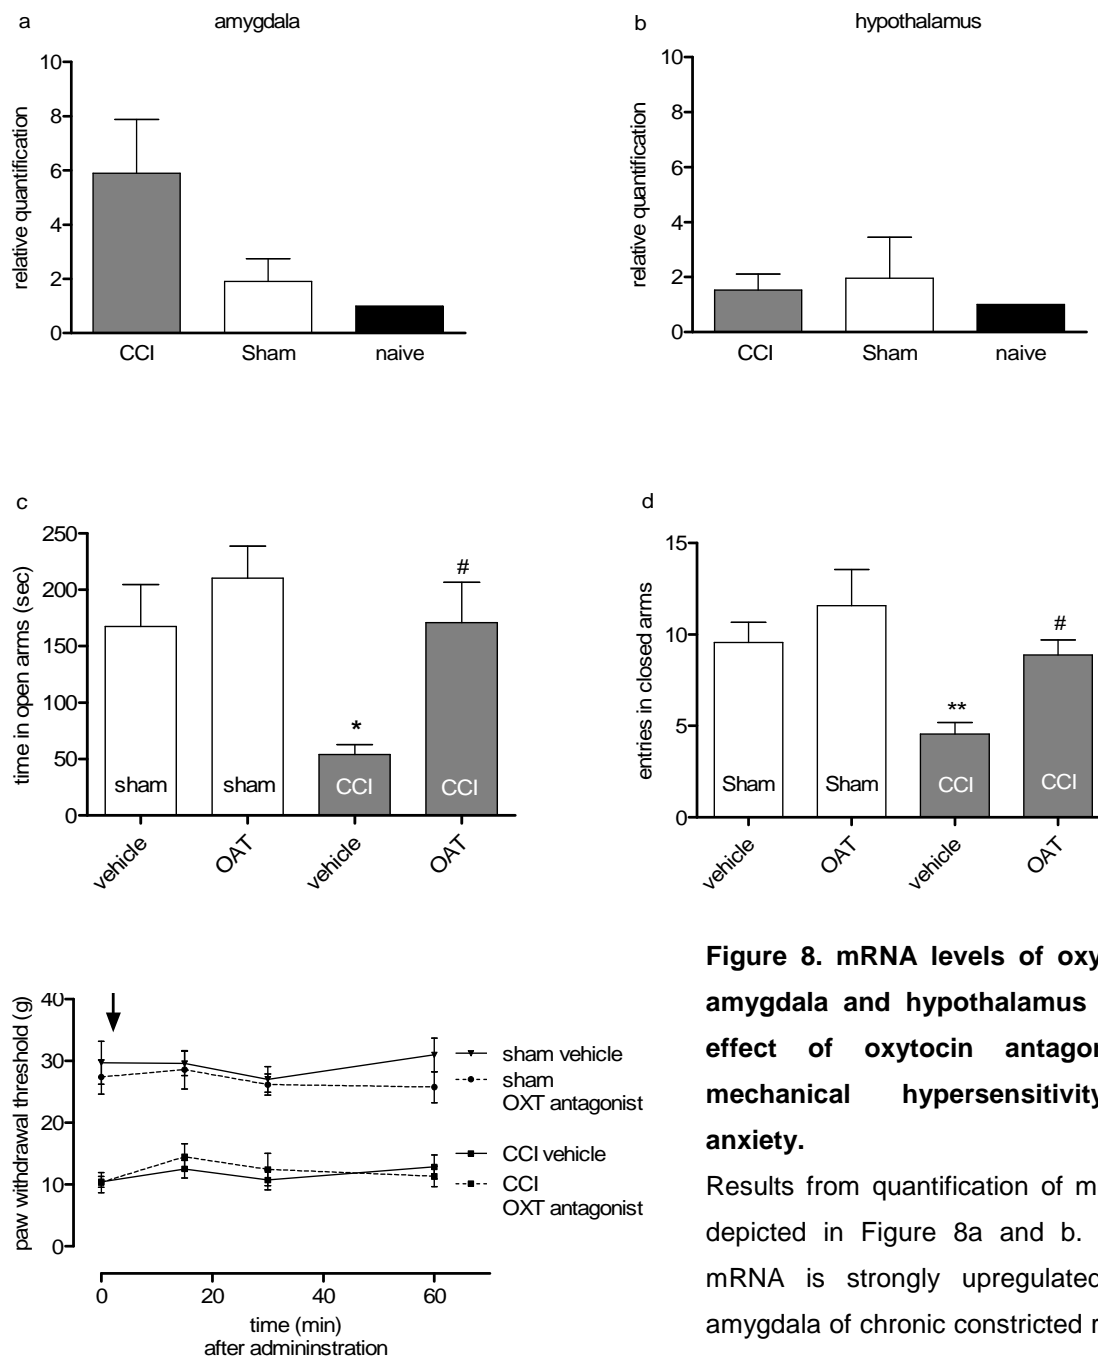 a
amygdala
b
hypothalamus
relative quantification
10
8
6
4
2
0
CCI
Sham
naive
relative quantification
10
8
6
4
2
0
CCI
Sham
naive
c
time in open arms (sec)
250
200
150
100
50
0
sham
sham
*
CCI
#
CCI
vehicle
OAT
vehicle
OAT
d
entries in closed arms
15
10
5
0
Sham
Sham
**
CCI
#
CCI
vehicle
OAT
vehicle
OAT
paw withdrawal threshold (g)
40
30
20
10
0
sham vehicle
sham
OXT antagonist
CCI vehicle
CCI
OXT antagonist
0
20
40
60
time (min)
after admininstration
Figure 8. mRNA levels of oxy
amygdala and hypothalamus
effect of oxytocin antagon
mechanical hypersensitivity
anxiety.
Results from quantification of m
depicted in Figure 8a and b.
mRNA is strongly upregulated
amygdala of chronic constricted r